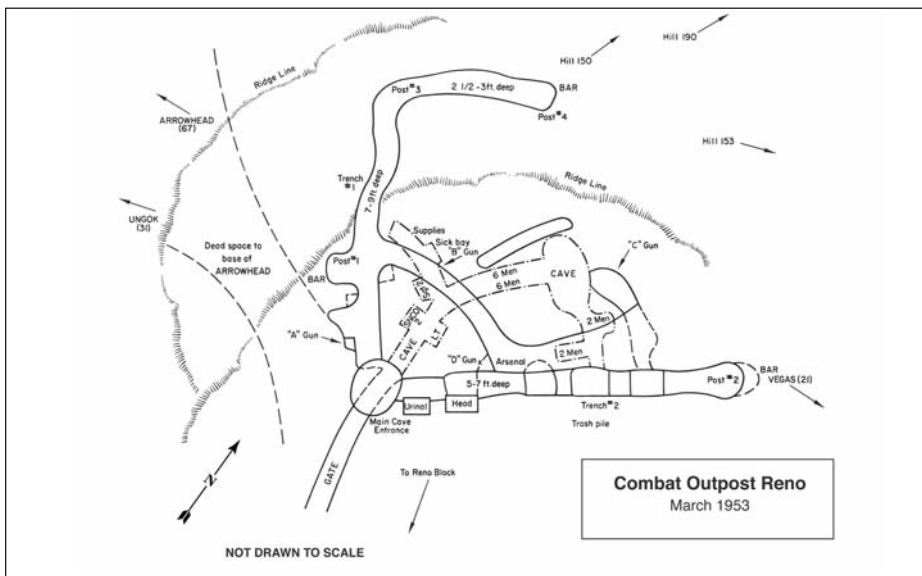 Hill 190
Hill 150
Ridge Line
Post #3
2 1/2 -3ft. deep
BAR
Post #4
ARROWHEAD
(67)
Hill 153
Trench
#1
7-9ft. deep
Ridge Line
UNGOK
(31)
Supplies
Sick bay
"B" Gun
"C" Gun
Dead space to
base of
ARROWHEAD
Post #1
BAR
6 Men
CAVE
6 Men
2 Men
"A" Gun
CAVE
LT
"D" Gun
Arsenal
2 Men
BAR
VEGAS (21)
Post #2
5-7 ft. deep
Urinal
Head
Trench #2
Main Cave
Entrance
Trash pile
GATE
N
To Reno Block
Combat Outpost Reno
March 1953
NOT DRAWN TO SCALE